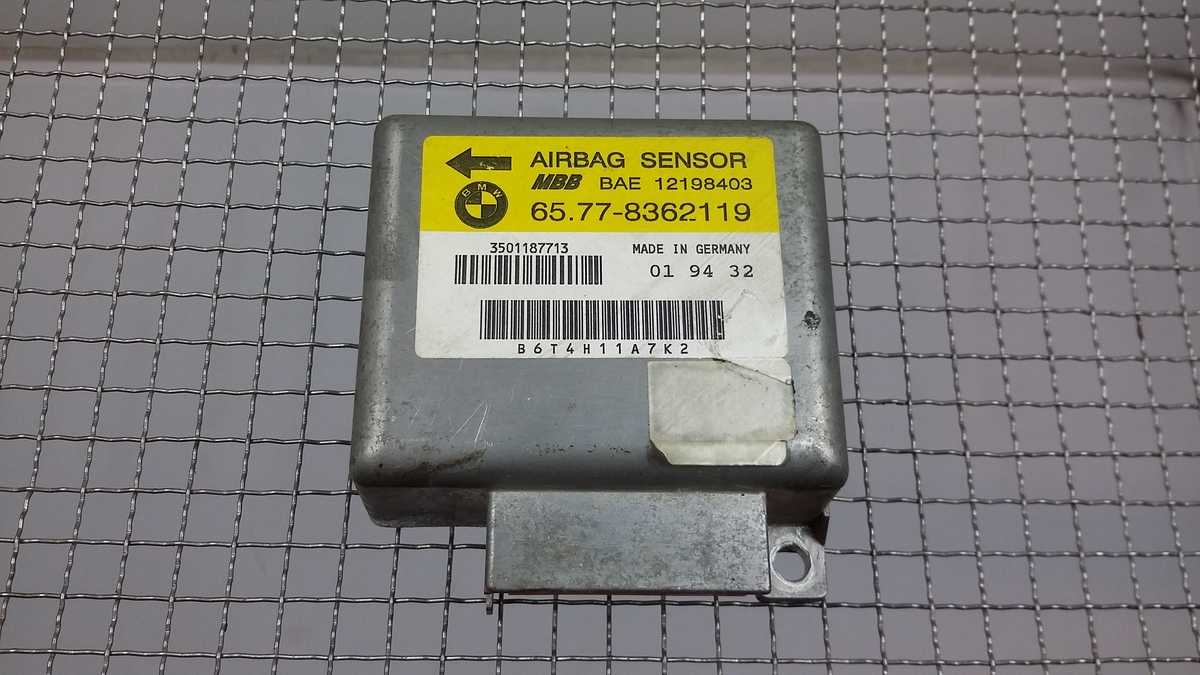 AIRBAG SENSOR
BMW
MBB BAE 12198403
65.77-8362119
3501187713
MADE IN GERMANY
01 94 32
B6T4H11A7K2